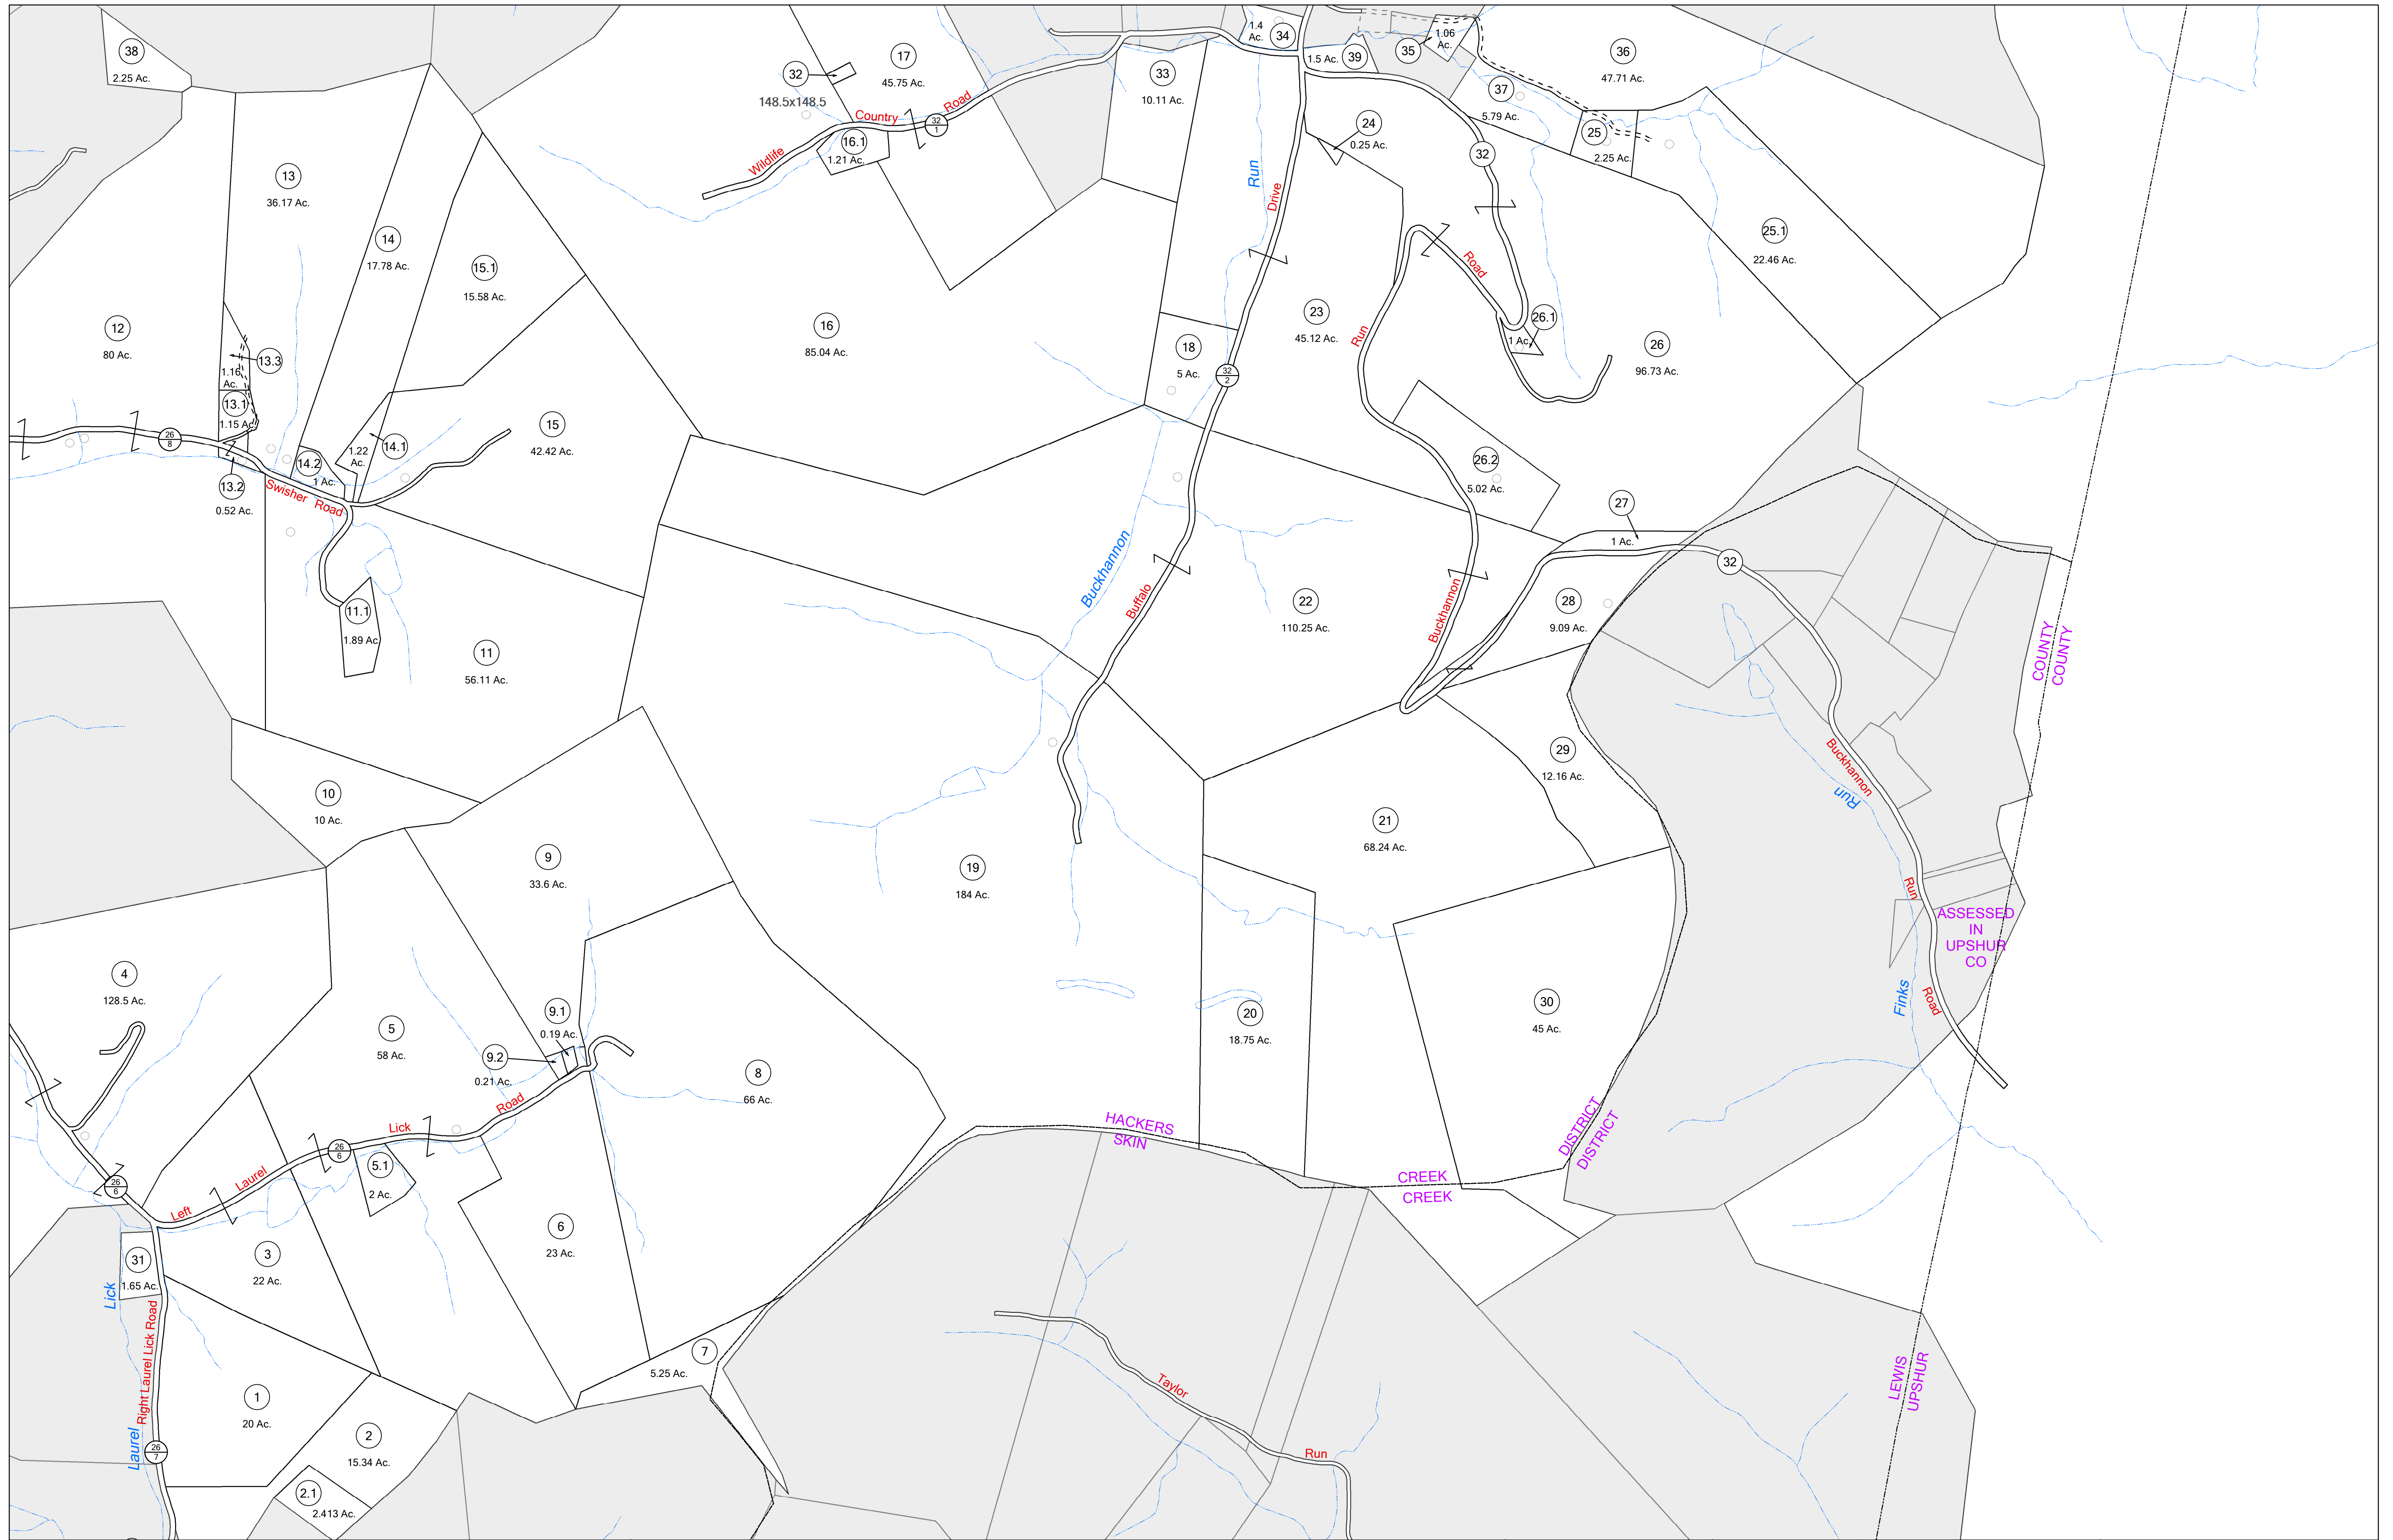 38
2.25 Ac.
17
45.75 Ac.
32
148.5x148.5
Wildlife
Country
Road
32
1
16.1
1.21 Ac.
33
10.11 Ac.
1.4
Ac.
34
1.5 Ac.
39
35
1.06
Ac.
36
47.71 Ac.
37
5.79 Ac.
25
2.25 Ac.
24
0.25 Ac.
32
13
36.17 Ac.
14
17.78 Ac.
15.1
15.58 Ac.
Run
Drive
25.1
22.46 Ac.
Road
12
80 Ac.
13.3
1.16
Ac.
13.1
1.15 Ac.
16
85.04 Ac.
18
5 Ac.
32
2
23
45.12 Ac.
Run
26.1
1 Ac.
26
96.73 Ac.
26
8
13.2
0.52 Ac.
14.2
1 Ac.
14.1
1.22
Ac.
15
42.42 Ac.
Swisher
Road
26.2
5.02 Ac.
27
1 Ac.
32
Buckhannon
Buffalo
22
110.25 Ac.
Buckhannon
28
9.09 Ac.
11.1
1.89 Ac.
11
56.11 Ac.
COUNTY
COUNTY
10
10 Ac.
29
12.16 Ac.
Buckhannon
Run
9
33.6 Ac.
19
184 Ac.
21
68.24 Ac.
Run
ASSESSED
IN
UPSHUR
CO
Finks
Road
4
128.5 Ac.
5
58 Ac.
9.1
0.19 Ac.
9.2
0.21 Ac.
8
66 Ac.
20
18.75 Ac.
30
45 Ac.
Left
Laurel
Lick
Road
26
6
26
6
5.1
2 Ac.
HACKERS
SKIN
CREEK
CREEK
DISTRICT
DISTRICT
31
1.65 Ac.
3
22 Ac.
6
23 Ac.
Lick
Laurel
Right Laurel Lick Road
26
7
1
20 Ac.
2
15.34 Ac.
2.1
2.413 Ac.
7
5.25 Ac.
Taylor
Run
LEWIS
UPSHUR